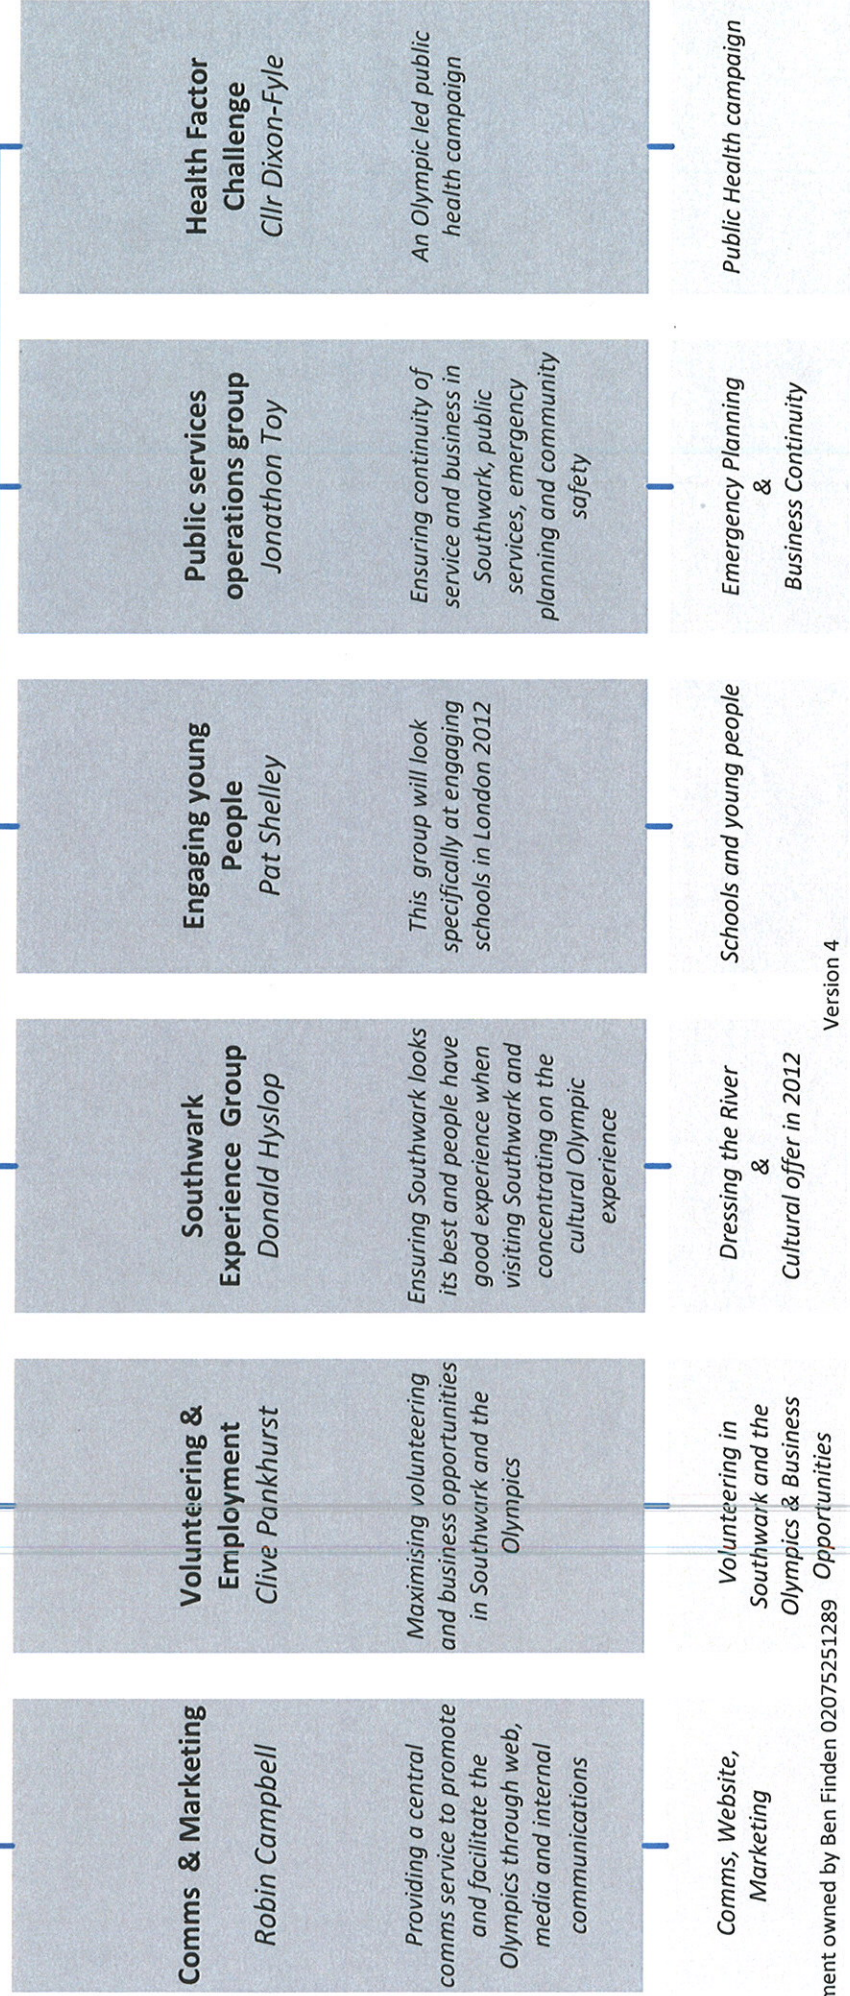 Comms & Marketing
Robin Campbell
Providing a central
comms service to promote
and facilitate the
Olympics through web,
media and internal
communications
Comms, Website,
Marketing
Volunteering &
Employment
Clive Pankhurst
Maximising volunteering
and business opportunities
in Southwark and the
Olympics
Volunteering in
Southwark and the
Olympics & Business
Opportunities
Southwark
Experience Group
Donald Hyslop
Ensuring Southwark looks
its best and people have
good experience when
visiting Southwark and
concentrating on the
cultural Olympic
experience
Dressing the River
&
Cultural offer in 2012
Engaging young
People
Pat Shelley
This group will look
specifically at engaging
schools in London 2012
Schools and young people
Public services
operations group
Jonathon Toy
Ensuring continuity of
service and business in
Southwark, public
services, emergency
planning and community
safety
Emergency Planning
&
Business Continuity
Health Factor
Challenge
Cllr Dixon-Fyle
An Olympic led public
health campaign
Public Health campaign
ment owned by Ben Finden 02075251289
Version 4